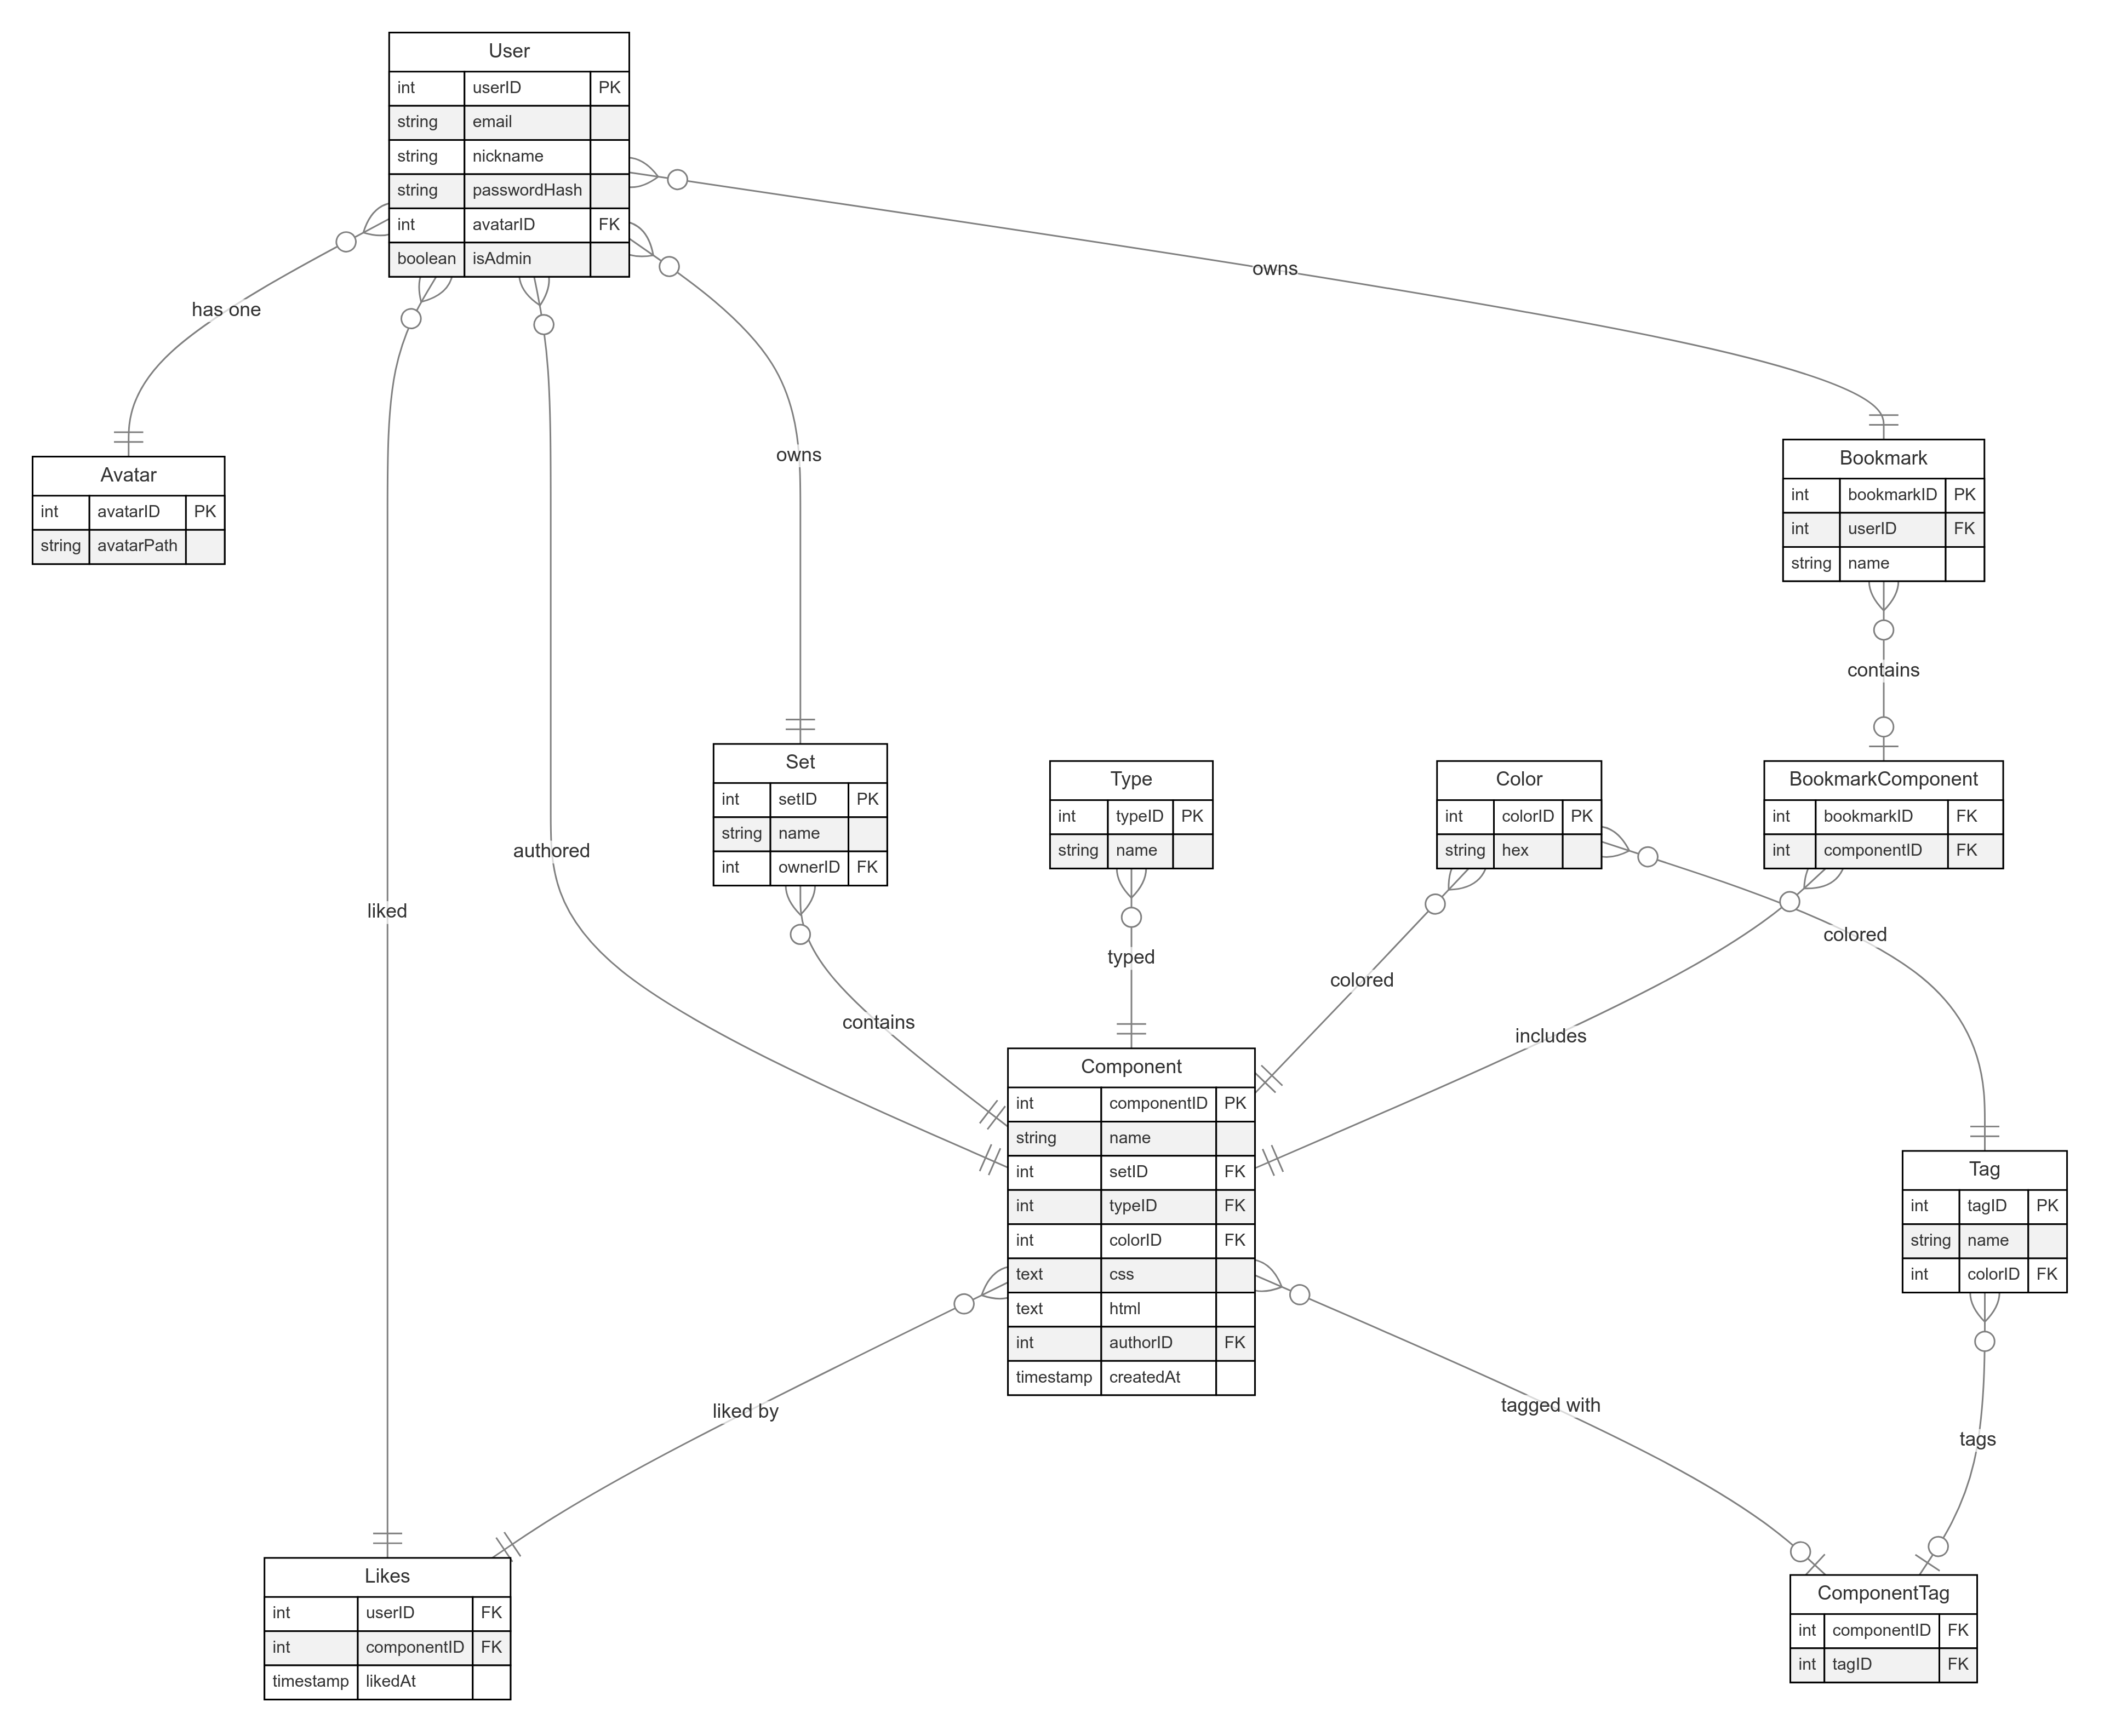 User
int userID PK
string email
string nickname
string passwordHash
int avatarID FK
boolean isAdmin
owns
has one
owns
Avatar
int avatarID PK
string avatarPath
Bookmark
int bookmarkID PK
int userID FK
string name
contains
Set
int setID PK
string name
int ownerID FK
Type
int typeID PK
string name
Color
int colorID PK
string hex
BookmarkComponent
int bookmarkID FK
int componentID FK
authored
liked
typed
colored
colored
contains
includes
Component
int componentID PK
string name
int setID FK
int typeID FK
int colorID FK
text css
text html
int authorID FK
timestamp createdAt
Tag
int tagID PK
string name
int colorID FK
liked by
tagged with
tags
Likes
int userID FK
int componentID FK
timestamp likedAt
ComponentTag
int componentID FK
int tagID FK